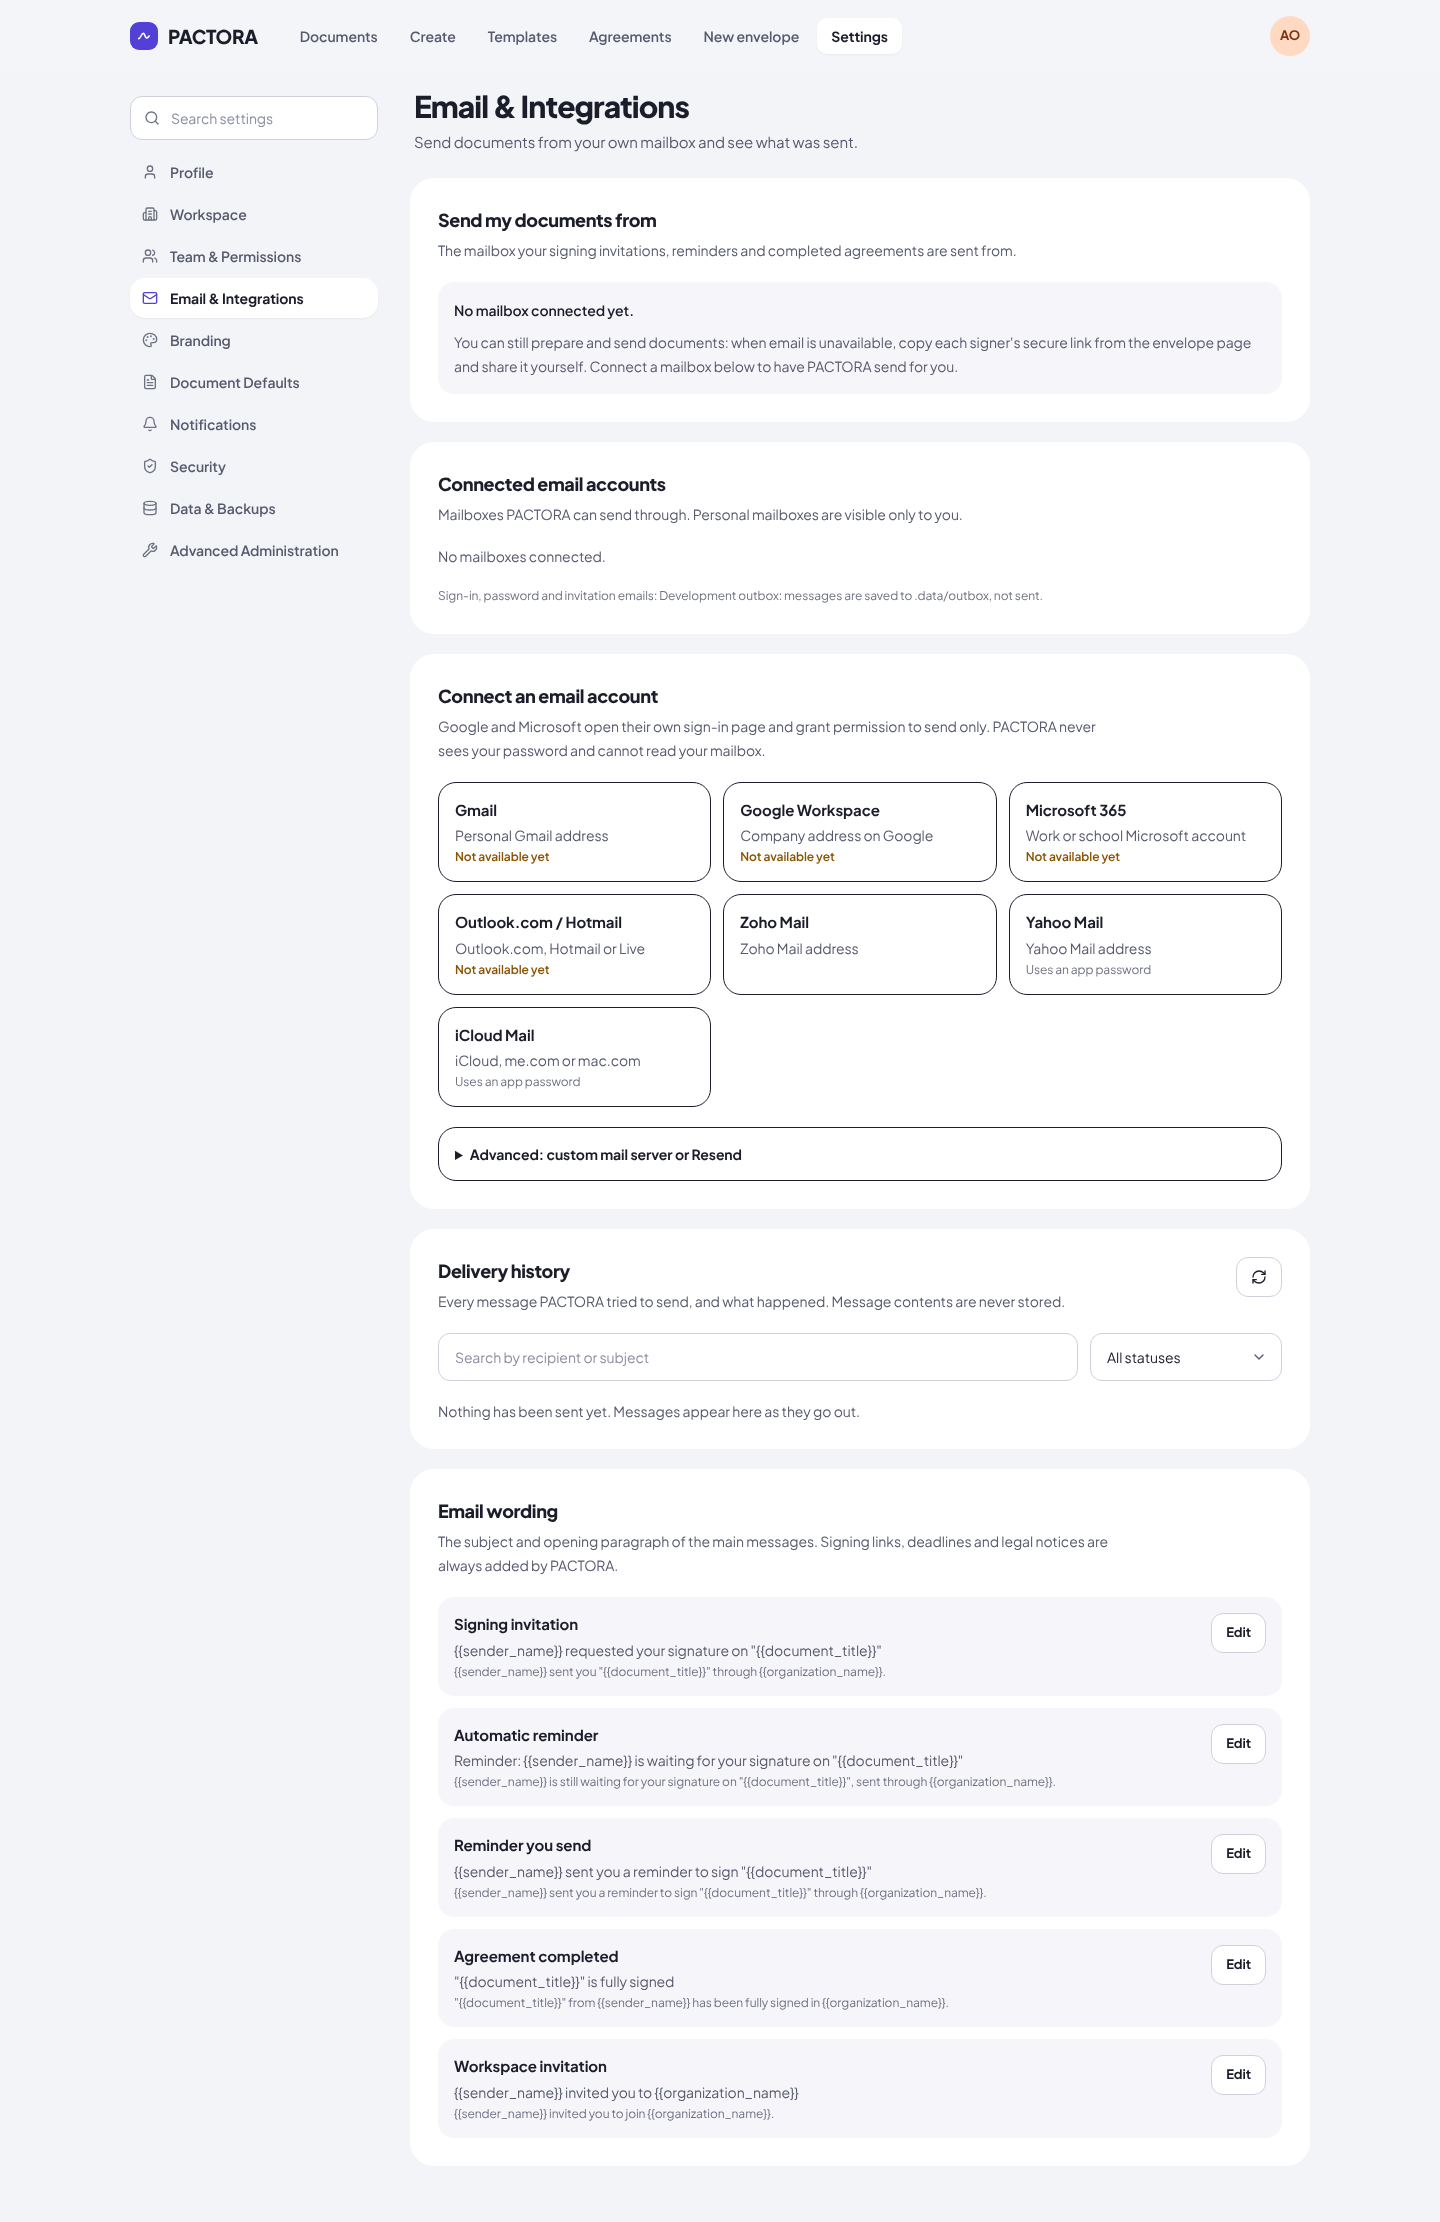 PACTORA
Documents
Create
Templates
Agreements
New envelope
Settings
AO
Search settings
Profile
Workspace
Team & Permissions
Email & Integrations
Branding
Document Defaults
Notifications
Security
Data & Backups
Advanced Administration
Email & Integrations
Send documents from your own mailbox and see what was sent.
Send my documents from
The mailbox your signing invitations, reminders and completed agreements are sent from.
No mailbox connected yet.
You can still prepare and send documents: when email is unavailable, copy each signer's secure link from the envelope page
and share it yourself. Connect a mailbox below to have PACTORA send for you.
Connected email accounts
Mailboxes PACTORA can send through. Personal mailboxes are visible only to you.
No mailboxes connected.
Sign-in, password and invitation emails: Development outbox: messages are saved to .data/outbox, not sent.
Connect an email account
Google and Microsoft open their own sign-in page and grant permission to send only. PACTORA never
sees your password and cannot read your mailbox.
Gmail
Personal Gmail address
Not available yet
Google Workspace
Company address on Google
Not available yet
Microsoft 365
Work or school Microsoft account
Not available yet
Outlook.com / Hotmail
Outlook.com, Hotmail or Live
Not available yet
Zoho Mail
Zoho Mail address
Yahoo Mail
Yahoo Mail address
Uses an app password
iCloud Mail
iCloud, me.com or mac.com
Uses an app password
Advanced: custom mail server or Resend
Delivery history
Every message PACTORA tried to send, and what happened. Message contents are never stored.
Search by recipient or subject
All statuses
Nothing has been sent yet. Messages appear here as they go out.
Email wording
The subject and opening paragraph of the main messages. Signing links, deadlines and legal notices are
always added by PACTORA.
Signing invitation
{{sender_name}} requested your signature on "{{document_title}}"
{{sender_name}} sent you "{{document_title}}" through {{organization_name}}.
Edit
Automatic reminder
Reminder: {{sender_name}} is waiting for your signature on "{{document_title}}"
{{sender_name}} is still waiting for your signature on "{{document_title}}", sent through {{organization_name}}.
Edit
Reminder you send
{{sender_name}} sent you a reminder to sign "{{document_title}}"
{{sender_name}} sent you a reminder to sign "{{document_title}}" through {{organization_name}}.
Edit
Agreement completed
"{{document_title}}" is fully signed
"{{document_title}}" from {{sender_name}} has been fully signed in {{organization_name}}.
Edit
Workspace invitation
{{sender_name}} invited you to {{organization_name}}
{{sender_name}} invited you to join {{organization_name}}.
Edit